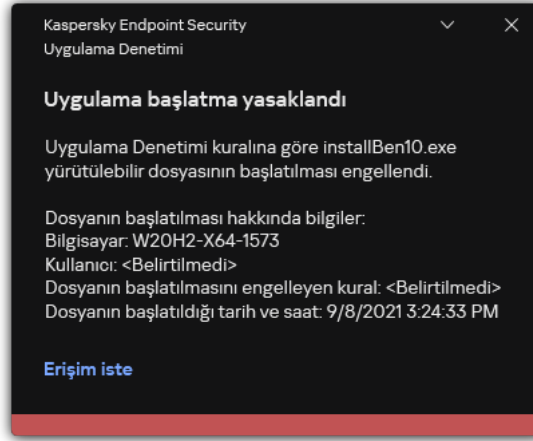 Kaspersky Endpoint Security
Uygulama Denetimi
Uygulama başlatma yasaklandı
Uygulama Denetimi kuralına göre installBen10.exe
yürütülebilir dosyasının başlatılması engellendi.
Dosyanın başlatılması hakkında bilgiler:
Bilgisayar: W20H2-X64-1573
Kullanıcı: <Belirtilmedi>
Dosyanın başlatılmasını engelleyen kural: <Belirtilmedi>
Dosyanın başlatıldığı tarih ve saat: 9/8/2021 3:24:33 PM
Erişim iste